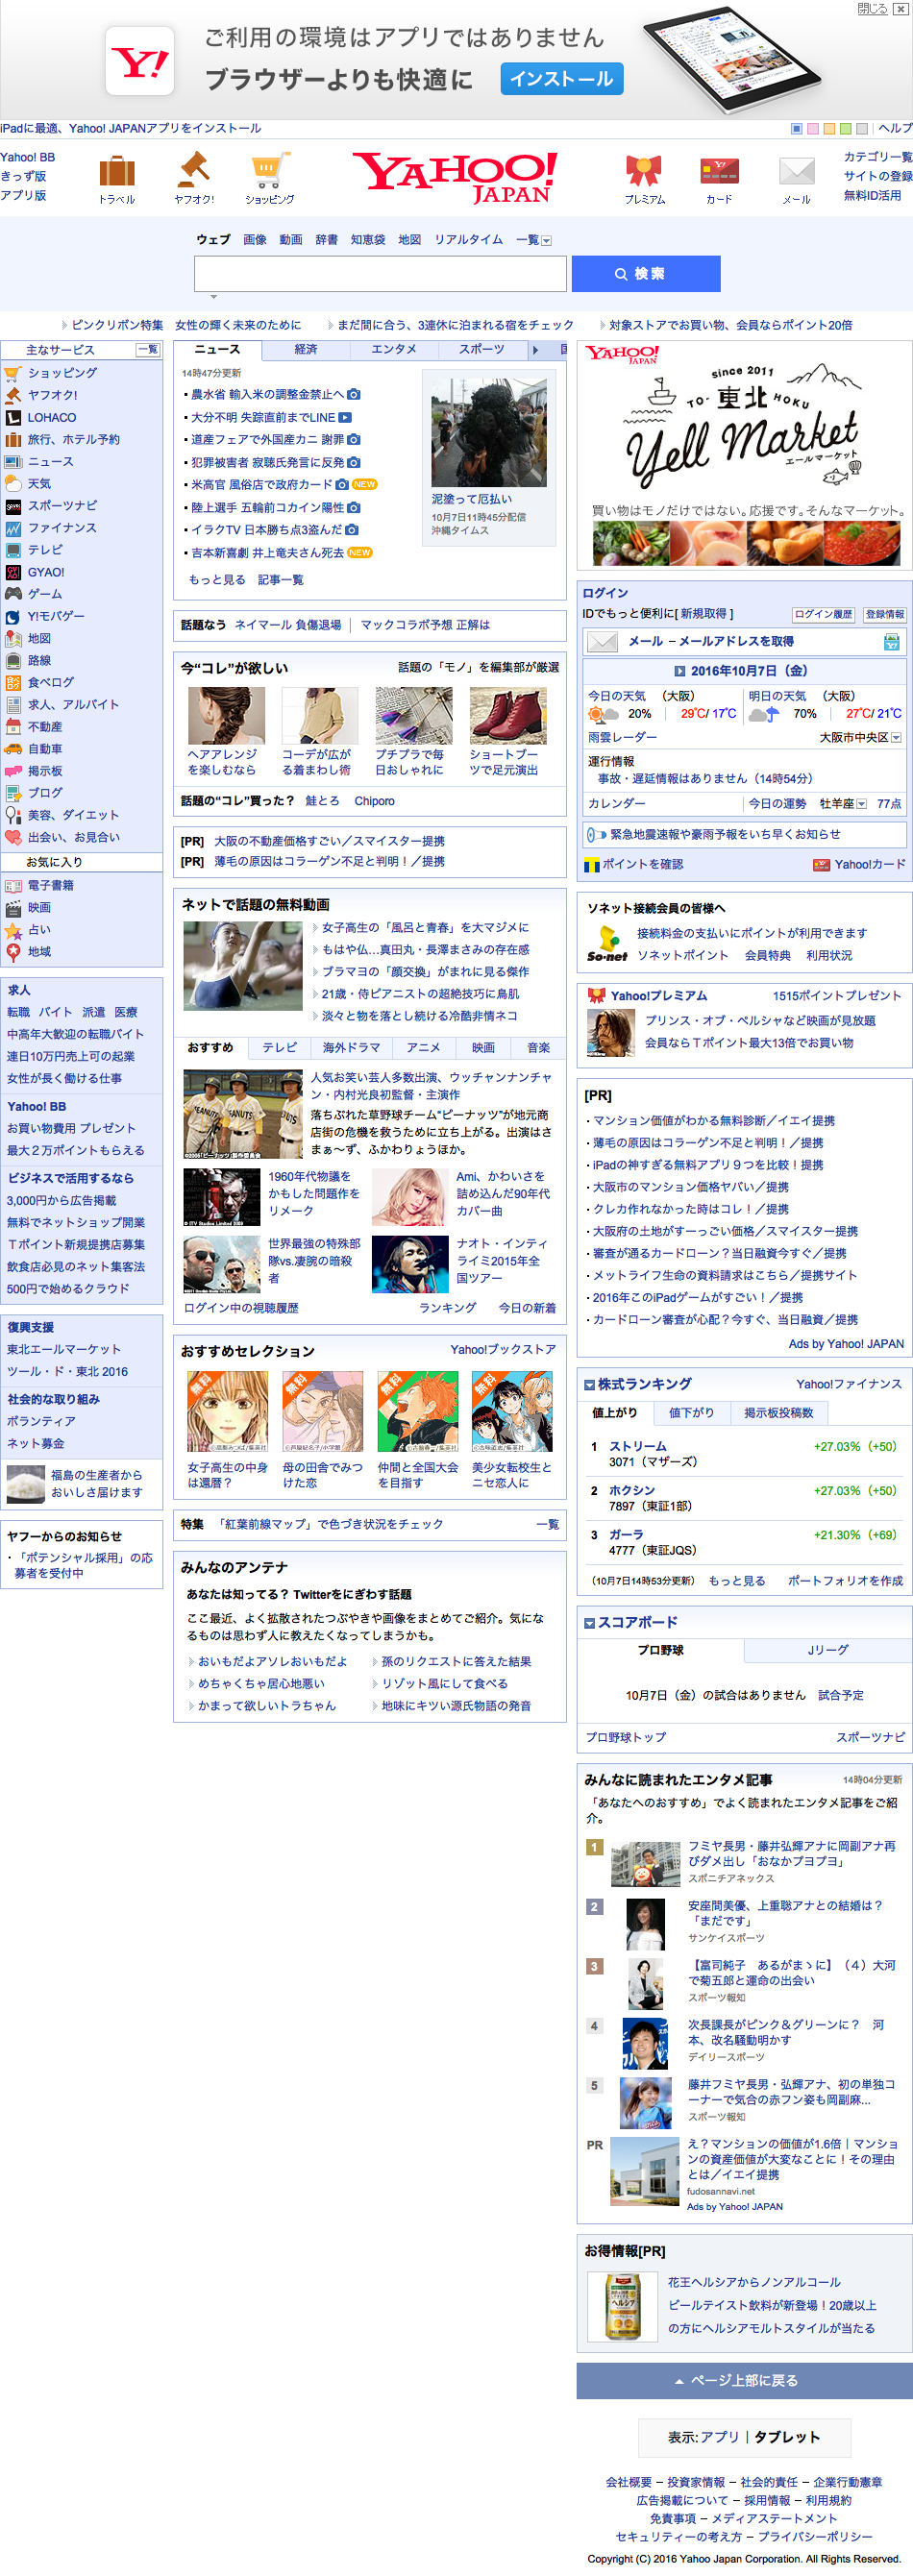 閉じる
ご利用の環境はアプリではありません
ブラウザーよりも快適に インストール
iPadに最適、Yahoo! JAPANアプリをインストール
ヘルプ
Yahoo! BB
きっず版
アプリ版
トラベル
ヤフオク!
ショッピング
YAHOO! JAPAN
プレミアム
カード
メール
カテゴリ一覧
サイトの登録
無料ID活用
ウェブ 画像 動画 辞書 知恵袋 地図 リアルタイム 一覧
検索
ピンクリボン特集 女性の輝く未来のために
まだ間に合う、3連休に泊まれる宿をチェック
対象ストアでお買い物、会員ならポイント20倍
主なサービス 一覧
ショッピング
ヤフオク!
LOHACO
旅行、ホテル予約
ニュース
天気
スポーツナビ
ファイナンス
テレビ
GYAO!
ゲーム
Y!モバゲー
地図
路線
食べログ
求人、アルバイト
不動産
自動車
掲示板
ブログ
美容、ダイエット
出会い、お見合い
お気に入り
電子書籍
映画
占い
地域
求人
転職 バイト 派遣 医療
中高年大歓迎の転職バイト
連日10万円売上可の起業
女性が長く働ける仕事
Yahoo! BB
お買い物費用 プレゼント
最大２万ポイントもらえる
ビジネスで活用するなら
3,000円から広告掲載
無料でネットショップ開業
Ｔポイント新規提携店募集
飲食店必見のネット集客法
500円で始めるクラウド
復興支援
東北エールマーケット
ツール・ド・東北 2016
社会的な取り組み
ボランティア
ネット募金
福島の生産者から
おいしさ届けます
ヤフーからのお知らせ
・「ポテンシャル採用」の応
募者を受付中
ニュース 経済 エンタメ スポーツ
14時47分更新
農水省 輸入米の調整金禁止へ
大分不明 失踪直前までLINE
道産フェアで外国産カニ 謝罪
犯罪被害者 寂聴氏発言に反発
米高官 風俗店で政府カード NEW
陸上選手 五輪前コカイン陽性
イラクTV 日本勝ち点3盗んだ
吉本新喜劇 井上竜夫さん死去 NEW
もっと見る 記事一覧
泥塗って厄払い
10月7日11時45分配信
沖縄タイムス
話題なう ネイマール 負傷退場 マックコラボ予想 正解は
今“コレ”が欲しい 話題の「モノ」を編集部が厳選
ヘアアレンジ
を楽しむなら
コーデが広が
る着まわし術
プチプラで毎
日おしゃれに
ショートブー
ツで足元演出
話題の“コレ”買った？ 鮭とろ Chiporo
[PR] 大阪の不動産価格すごい／スマイスター提携
[PR] 薄毛の原因はコラーゲン不足と判明！／提携
ネットで話題の無料動画
女子高生の「風呂と青春」を大マジメに
もはや仏…真田丸・長澤まさみの存在感
ブラマヨの「顔交換」がまれに見る傑作
21歳・侍ピアニストの超絶技巧に鳥肌
淡々と物を落とし続ける冷酷非情ネコ
おすすめ テレビ 海外ドラマ アニメ 映画 音楽
人気お笑い芸人多数出演、ウッチャンナンチャ
ン・内村光良初監督・主演作
落ちぶれた草野球チーム“ピーナッツ”が地元商
店街の危機を救うために立ち上がる。出演はさ
まぁ～ず、ふかわりょうほか。
PEANUTS
©2005「ピーナッツ」製作委員会
1960年代物議を
かもした問題作を
リメーク
© ITV Studios Limited 2009
Ami、かわいさを
詰め込んだ90年代
カバー曲
世界最強の特殊部
隊vs.凄腕の暗殺
者
ナオト・インティ
ライミ2015年全
国ツアー
ログイン中の視聴履歴 ランキング 今日の新着
おすすめセレクション Yahoo!ブックストア
無料
無料
無料
無料
女子高生の中身
は還暦？
母の田舎でみつ
けた恋
仲間と全国大会
を目指す
美少女転校生と
ニセ恋人に
特集 「紅葉前線マップ」で色づき状況をチェック 一覧
みんなのアンテナ
あなたは知ってる？ Twitterをにぎわす話題
ここ最近、よく拡散されたつぶやきや画像をまとめてご紹介。気にな
るものは思わず人に教えたくなってしまうかも。
おいもだよアソレおいもだよ
孫のリクエストに答えた結果
めちゃくちゃ居心地悪い
リゾット風にして食べる
かまって欲しいトラちゃん
地味にキツい源氏物語の発音
YAHOO! JAPAN
since 2011
TO- 東北 HOKU
Yell Market
エールマーケット
買い物はモノだけではない。応援です。そんなマーケット。
ログイン
IDでもっと便利に[ 新規取得 ] ログイン履歴 登録情報
メール – メールアドレスを取得
2016年10月7日（金）
今日の天気 （大阪） 明日の天気 （大阪）
20% 29℃/ 17℃ 70% 27℃/ 21℃
雨雲レーダー 大阪市中央区
運行情報
事故・遅延情報はありません（14時54分）
カレンダー 今日の運勢 牡羊座 77点
緊急地震速報や豪雨予報をいち早くお知らせ
ポイントを確認 Yahoo!カード
ソネット接続会員の皆様へ
接続料金の支払いにポイントが利用できます
So-net ソネットポイント 会員特典 利用状況
Yahoo!プレミアム 1515ポイントプレゼント
プリンス・オブ・ペルシャなど映画が見放題
会員ならＴポイント最大13倍でお買い物
[PR]
・マンション価値がわかる無料診断／イエイ提携
・薄毛の原因はコラーゲン不足と判明！／提携
・iPadの神すぎる無料アプリ９つを比較！提携
・大阪市のマンション価格ヤバい／提携
・クレカ作れなかった時はコレ！／提携
・大阪府の土地がすーっごい価格／スマイスター提携
・審査が通るカードローン？当日融資今すぐ／提携
・メットライフ生命の資料請求はこちら／提携サイト
・2016年このiPadゲームがすごい！／提携
・カードローン審査が心配？今すぐ、当日融資／提携
Ads by Yahoo! JAPAN
株式ランキング Yahoo!ファイナンス
値上がり 値下がり 掲示板投稿数
1 ストリーム +27.03%（+50）
3071（マザーズ）
2 ホクシン +27.03%（+50）
7897（東証1部）
3 ガーラ +21.30%（+69）
4777（東証JQS）
（10月7日14時53分更新） もっと見る ポートフォリオを作成
スコアボード
プロ野球 Jリーグ
10月7日（金）の試合はありません 試合予定
プロ野球トップ スポーツナビ
みんなに読まれたエンタメ記事 14時04分更新
「あなたへのおすすめ」でよく読まれたエンタメ記事をご紹
介。
1 フミヤ長男・藤井弘輝アナに岡副アナ再
びダメ出し「おなかプヨプヨ」
スポニチアネックス
2 安座間美優、上重聡アナとの結婚は？
「まだです」
サンケイスポーツ
3 【富司純子 あるがまゝに】（４）大河
で菊五郎と運命の出会い
スポーツ報知
4 次長課長がピンク＆グリーンに？ 河
本、改名騒動明かす
デイリースポーツ
5 藤井フミヤ長男・弘輝アナ、初の単独コ
ーナーで気合の赤フン姿も岡副麻...
スポーツ報知
PR え？マンションの価値が1.6倍｜マンショ
ンの資産価値が大変なことに！その理由
とは／イエイ提携
fudosannavi.net
Ads by Yahoo! JAPAN
お得情報[PR]
ヘルシア
花王ヘルシアからノンアルコール
ビールテイスト飲料が新登場！20歳以上
の方にヘルシアモルトスタイルが当たる
ページ上部に戻る
表示:アプリ｜タブレット
会社概要 – 投資家情報 – 社会的責任 – 企業行動憲章
広告掲載について – 採用情報 – 利用規約
免責事項 – メディアステートメント
セキュリティーの考え方 – プライバシーポリシー
Copyright (C) 2016 Yahoo Japan Corporation. All Rights Reserved.